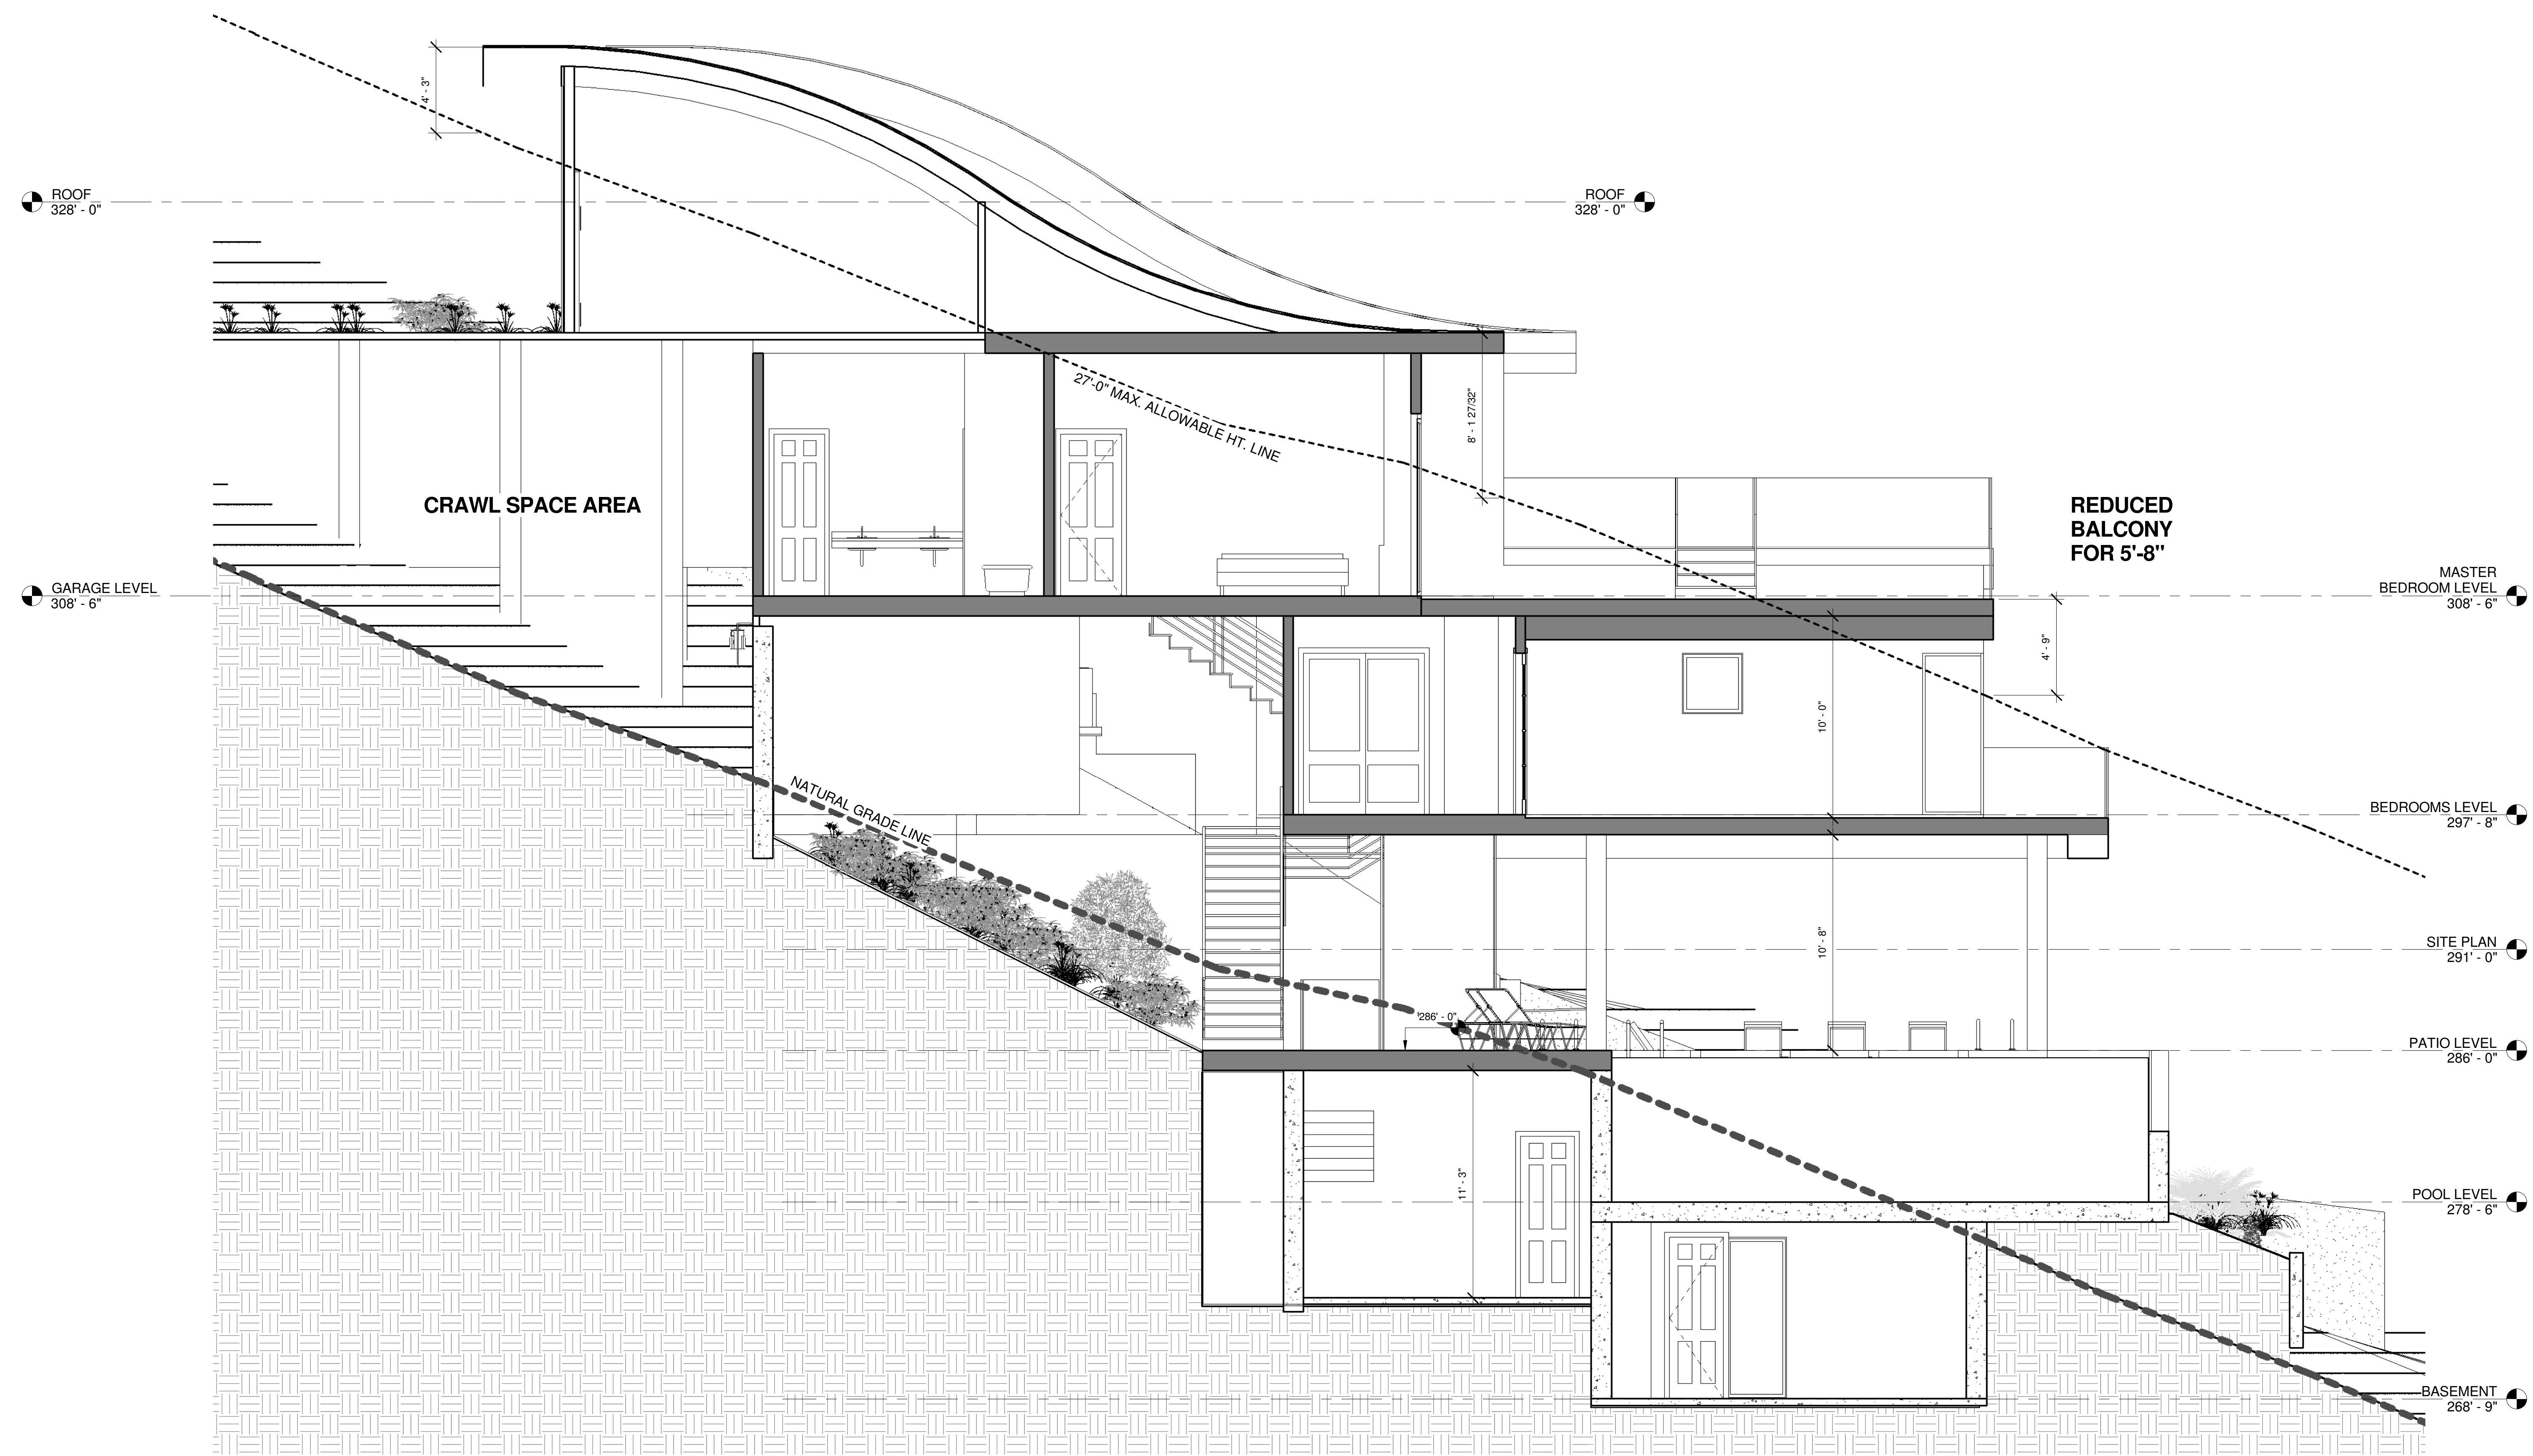 4' - 3"
ROOF
328' - 0"
ROOF
328' - 0"
27'-0" MAX. ALLOWABLE HT. LINE
8' - 1 27/32"
CRAWL SPACE AREA
REDUCED
BALCONY
FOR 5'-8"
GARAGE LEVEL
308' - 6"
MASTER
BEDROOM LEVEL
308' - 6"
4' - 9"
10' - 0"
NATURAL GRADE LINE
BEDROOMS LEVEL
297' - 8"
10' - 8"
SITE PLAN
291' - 0"
286' - 0"
PATIO LEVEL
286' - 0"
11' - 3"
POOL LEVEL
278' - 6"
BASEMENT
268' - 9"